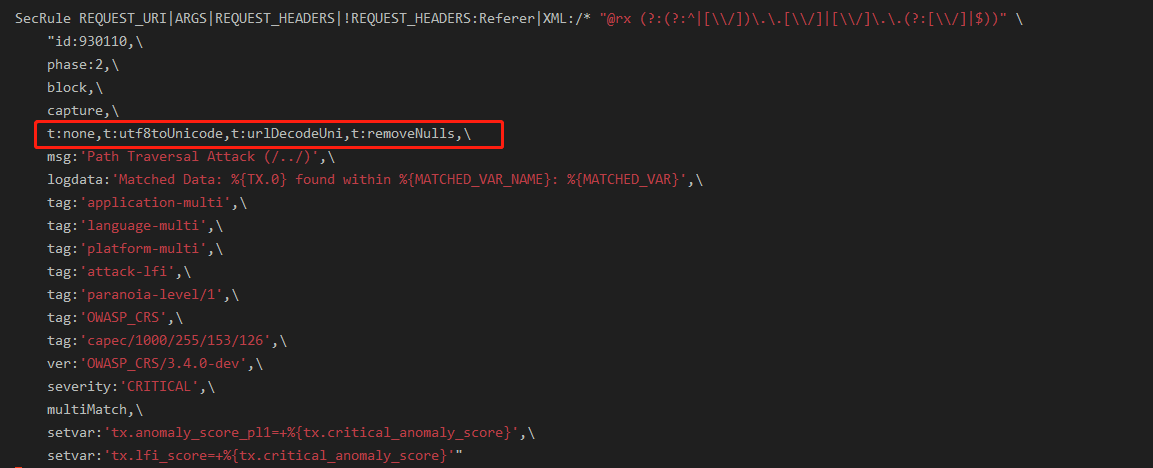 SecRule REQUEST_URI|ARGS|REQUEST_HEADERS|!REQUEST_HEADERS:Referer|XML:/* "@rx (?:(?:^|[\\/])\.\.[\\/]|[\\/]\.\.(?:[\\/]|$))" \
"id:930110,\
phase:2,\
block,\
capture,\
t:none,t:utf8toUnicode,t:urlDecodeUni,t:removeNulls,\
msg:'Path Traversal Attack (/../)',\
logdata:'Matched Data: %{TX.0} found within %{MATCHED_VAR_NAME}: %{MATCHED_VAR}',\
tag:'application-multi',\
tag:'language-multi',\
tag:'platform-multi',\
tag:'attack-lfi',\
tag:'paranoia-level/1',\
tag:'OWASP_CRS',\
tag:'capec/1000/255/153/126',\
ver:'OWASP_CRS/3.4.0-dev',\
severity:'CRITICAL',\
multiMatch,\
setvar:'tx.anomaly_score_pl1=+%{tx.critical_anomaly_score}',\
setvar:'tx.lfi_score=+%{tx.critical_anomaly_score}'"